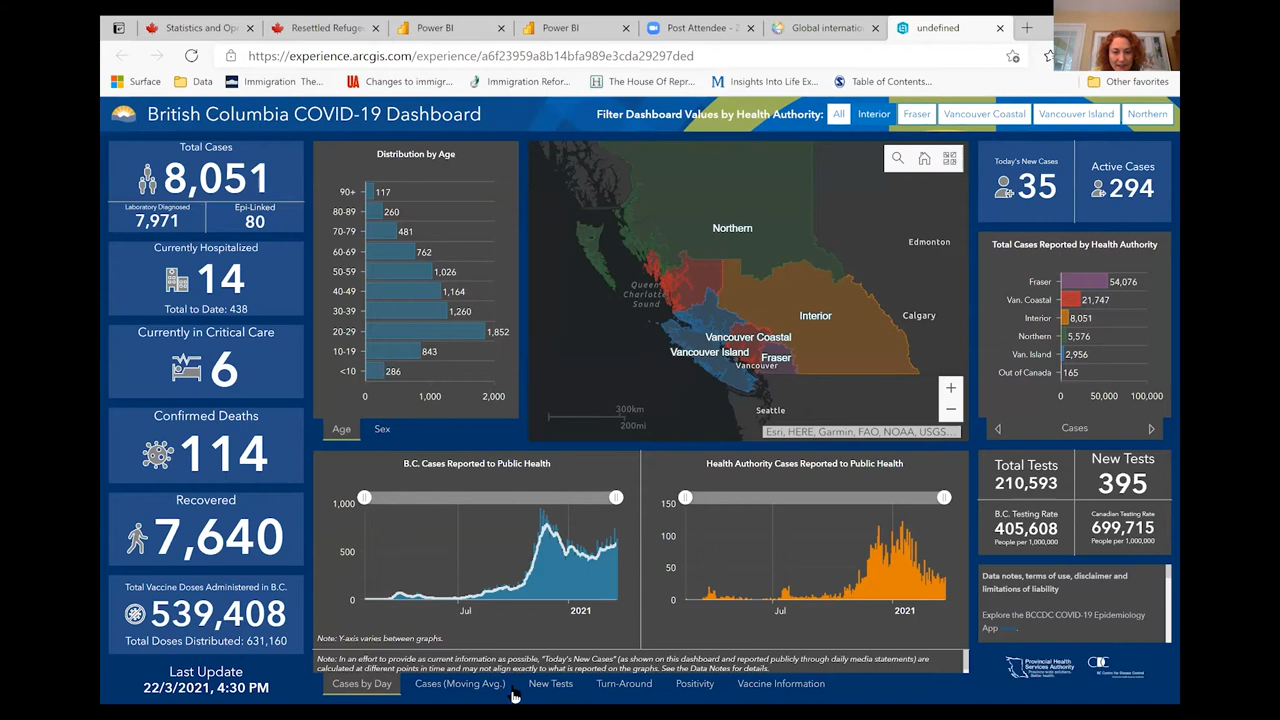 Statistics and Op
Resettled Refuge
Power BI
Power BI
Post Attendee - 2
Global internatio
undefined
https://experience.arcgis.com/experience/a6f23959a8b14bfa989e3cda29297ded
Surface
Data
Immigration The...
Changes to immigr...
Immigration Refor...
The House Of Repr...
Insights Into Life Ex...
Table of Contents...
Other favorites
British Columbia COVID-19 Dashboard
Filter Dashboard Values by Health Authority:
All
Interior
Fraser
Vancouver Coastal
Vancouver Island
Northern
Total Cases
8,051
Laboratory Diagnosed
7,971
Epi-Linked
80
Currently Hospitalized
14
Total to Date: 438
Currently in Critical Care
6
Confirmed Deaths
114
Recovered
7,640
Total Vaccine Doses Administered in B.C.
539,408
Total Doses Distributed: 631,160
Last Update
22/3/2021, 4:30 PM
Distribution by Age
90+ 117
80-89 260
70-79 481
60-69 762
50-59 1,026
40-49 1,164
30-39 1,260
20-29 1,852
10-19 843
<10 286
0 1,000 2,000
Age
Sex
Northern
Edmonton
Queen
Charlotte
Sound
Interior
Calgary
Vancouver Coastal
Vancouver Island
Fraser
Vancouver
Seattle
300km
200mi
+
−
Esri, HERE, Garmin, FAO, NOAA, USGS...
Today's New Cases
35
Active Cases
294
Total Cases Reported by Health Authority
Fraser 54,076
Van. Coastal 21,747
Interior 8,051
Northern 5,576
Van. Island 2,956
Out of Canada 165
0 50,000 100,000
Cases
B.C. Cases Reported to Public Health
1,000
500
0
Jul 2021
Note: Y-axis varies between graphs.
Health Authority Cases Reported to Public Health
150
100
50
0
Jul 2021
Note: In an effort to provide as current information as possible, "Today's New Cases" (as shown on this dashboard and reported publicly through daily media statements) are
calculated at different points in time and may not align exactly to what is reported on the graphs. See the Data Notes for details.
Cases by Day
Cases (Moving Avg.)
New Tests
Turn-Around
Positivity
Vaccine Information
Total Tests
210,593
New Tests
395
B.C. Testing Rate
405,608
People per 1,000,000
Canadian Testing Rate
699,715
People per 1,000,000
Data notes, terms of use, disclaimer and
limitations of liability
Explore the BCCDC COVID-19 Epidemiology
App
Provincial Health
Services Authority
BC Centre for Disease Control